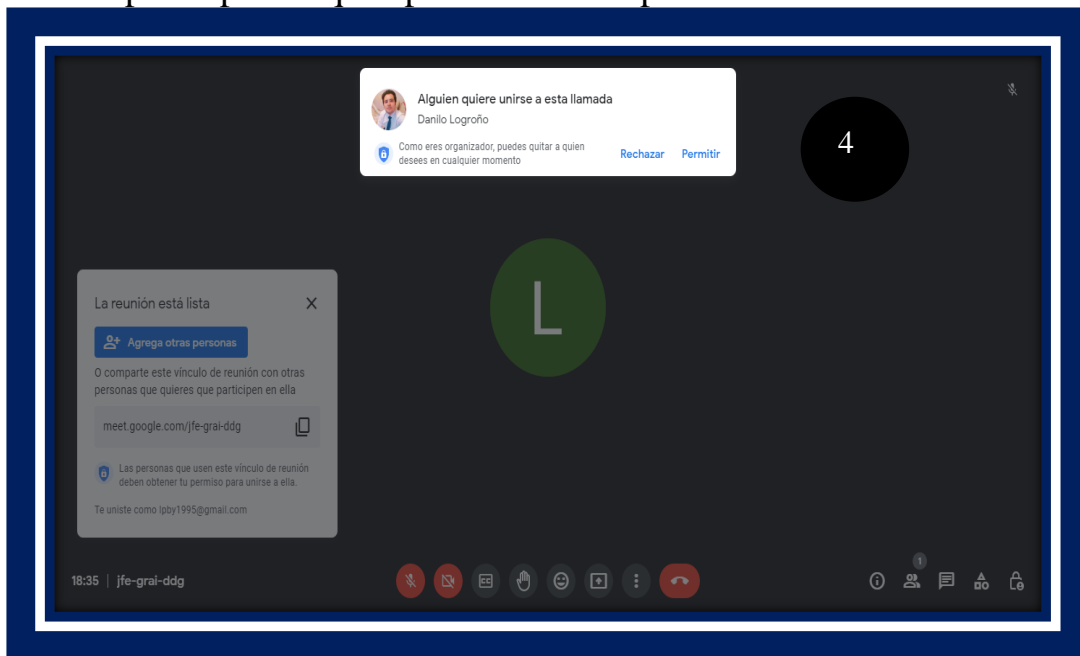 Alguien quiere unirse a esta llamada
Danilo Logroño
Como eres organizador, puedes quitar a quien
desees en cualquier momento
Rechazar Permitir
4
L
La reunión está lista
Agrega otras personas
O comparte este vínculo de reunión con otras
personas que quieres que participen en ella
meet.google.com/jfe-grai-ddg
Las personas que usen este vínculo de reunión
deben obtener tu permiso para unirse a ella.
Te uniste como lpby1995@gmail.com
18:35 | jfe-grai-ddg
CC
1